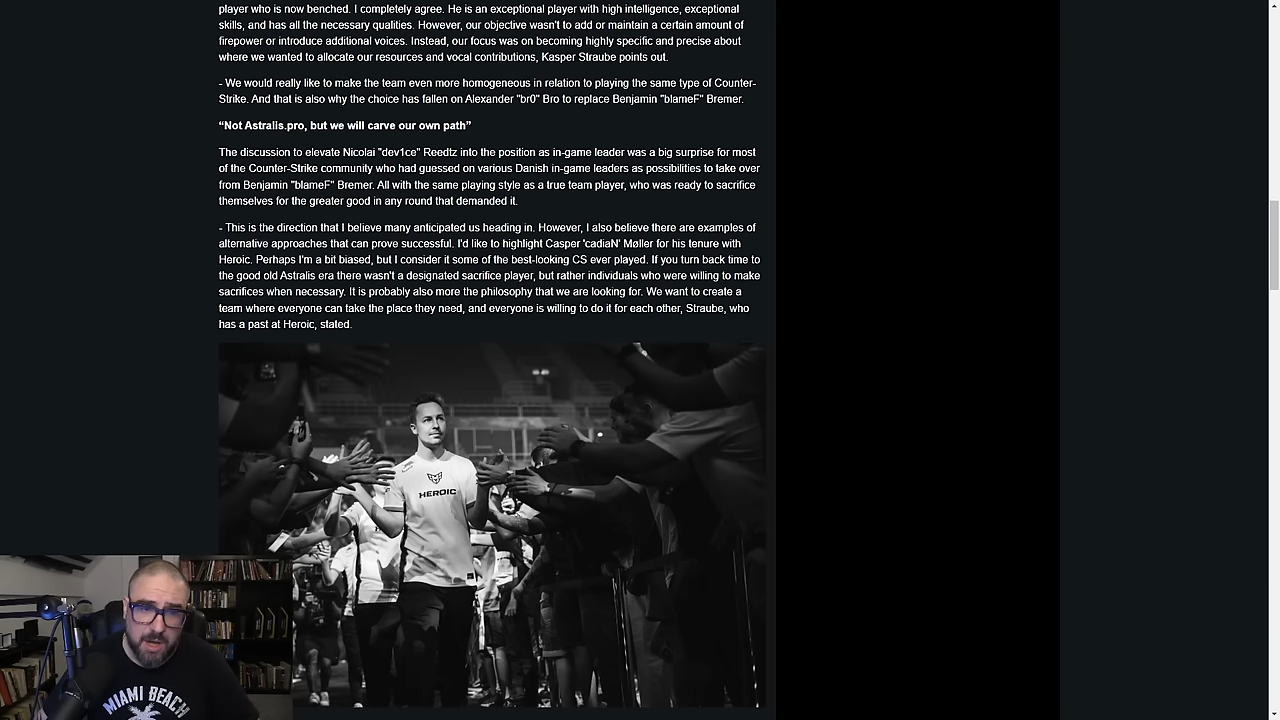 player who is now benched. I completely agree. He is an exceptional player with high intelligence, exceptional
skills, and has all the necessary qualities. However, our objective wasn't to add or maintain a certain amount of
firepower or introduce additional voices. Instead, our focus was on becoming highly specific and precise about
where we wanted to allocate our resources and vocal contributions, Kasper Straube points out.
- We would really like to make the team even more homogeneous in relation to playing the same type of Counter-
Strike. And that is also why the choice has fallen on Alexander "br0" Bro to replace Benjamin "blameF" Bremer.
“Not Astralis.pro, but we will carve our own path”
The discussion to elevate Nicolai "dev1ce" Reedtz into the position as in-game leader was a big surprise for most
of the Counter-Strike community who had guessed on various Danish in-game leaders as possibilities to take over
from Benjamin "blameF" Bremer. All with the same playing style as a true team player, who was ready to sacrifice
themselves for the greater good in any round that demanded it.
- This is the direction that I believe many anticipated us heading in. However, I also believe there are examples of
alternative approaches that can prove successful. I'd like to highlight Casper 'cadiaN' Møller for his tenure with
Heroic. Perhaps I'm a bit biased, but I consider it some of the best-looking CS ever played. If you turn back time to
the good old Astralis era there wasn't a designated sacrifice player, but rather individuals who were willing to make
sacrifices when necessary. It is probably also more the philosophy that we are looking for. We want to create a
team where everyone can take the place they need, and everyone is willing to do it for each other, Straube, who
has a past at Heroic, stated.
HEROIC
MIAMI BEACH